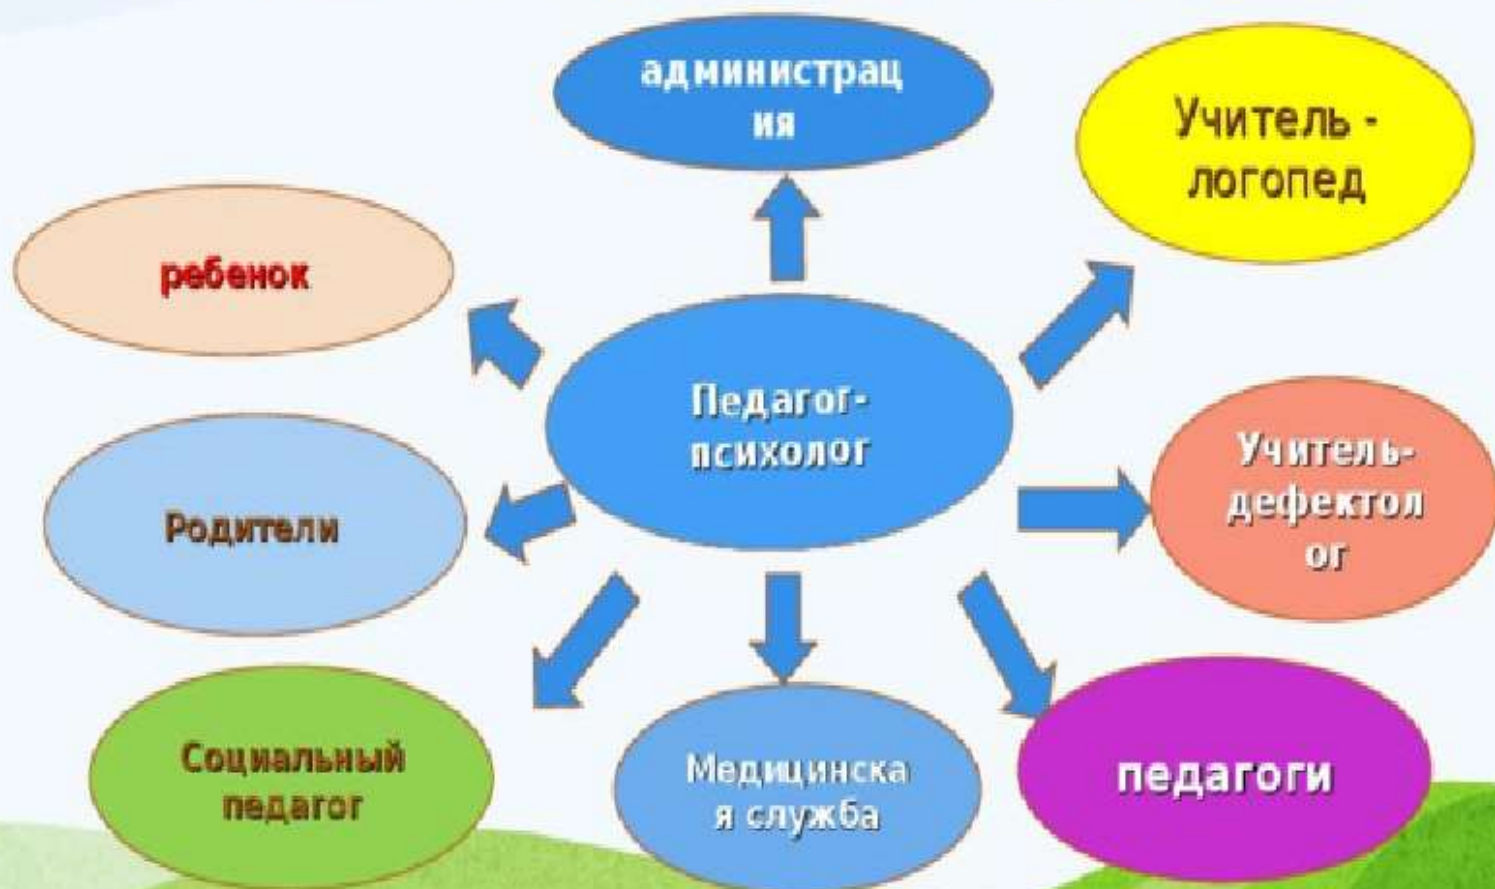 администрац
ия
Учитель -
логопед
ребенок
Педагог-
психолог
Учитель-
дефектол
ог
Родители
Социальный
педагог
Медицинска
я служба
педагоги